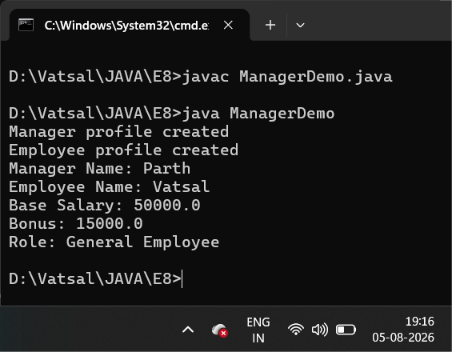 C:\Windows\System32\cmd.e
D:\Vatsal\JAVA\E8>javac ManagerDemo.java
D:\Vatsal\JAVA\E8>java ManagerDemo
Manager profile created
Employee profile created
Manager Name: Parth
Employee Name: Vatsal
Base Salary: 50000.0
Bonus: 15000.0
Role: General Employee
D:\Vatsal\JAVA\E8>
ENG
IN
19:16
05-08-2026